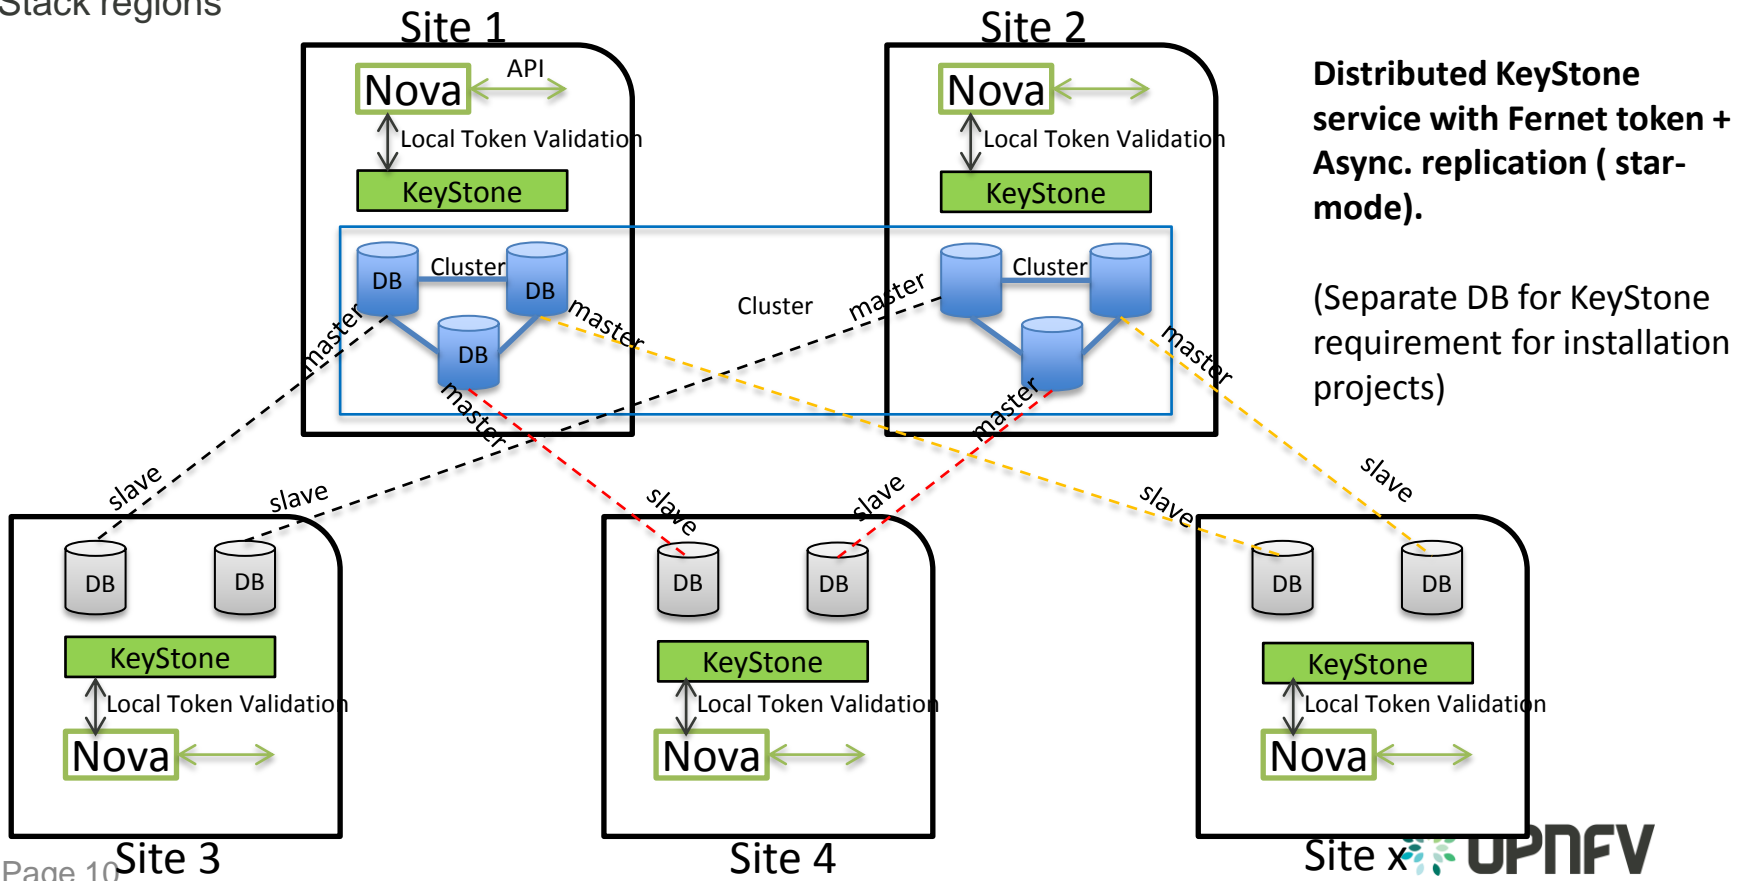 Stack regions
Site 1
Site 2
Nova
API
Local Token Validation
KeyStone
Nova
Local Token Validation
KeyStone
Distributed KeyStone
service with Fernet token +
Async. replication ( star-
mode).
(Separate DB for KeyStone
requirement for installation
projects)
DB
Cluster
DB
DB
Cluster
Cluster
master
master
master
master
master
master
slave
slave
slave
slave
slave
slave
DB
DB
KeyStone
Local Token Validation
Nova
Site 3
DB
DB
KeyStone
Local Token Validation
Nova
Site 4
DB
DB
KeyStone
Local Token Validation
Nova
Site x
OPNFV
Page 10